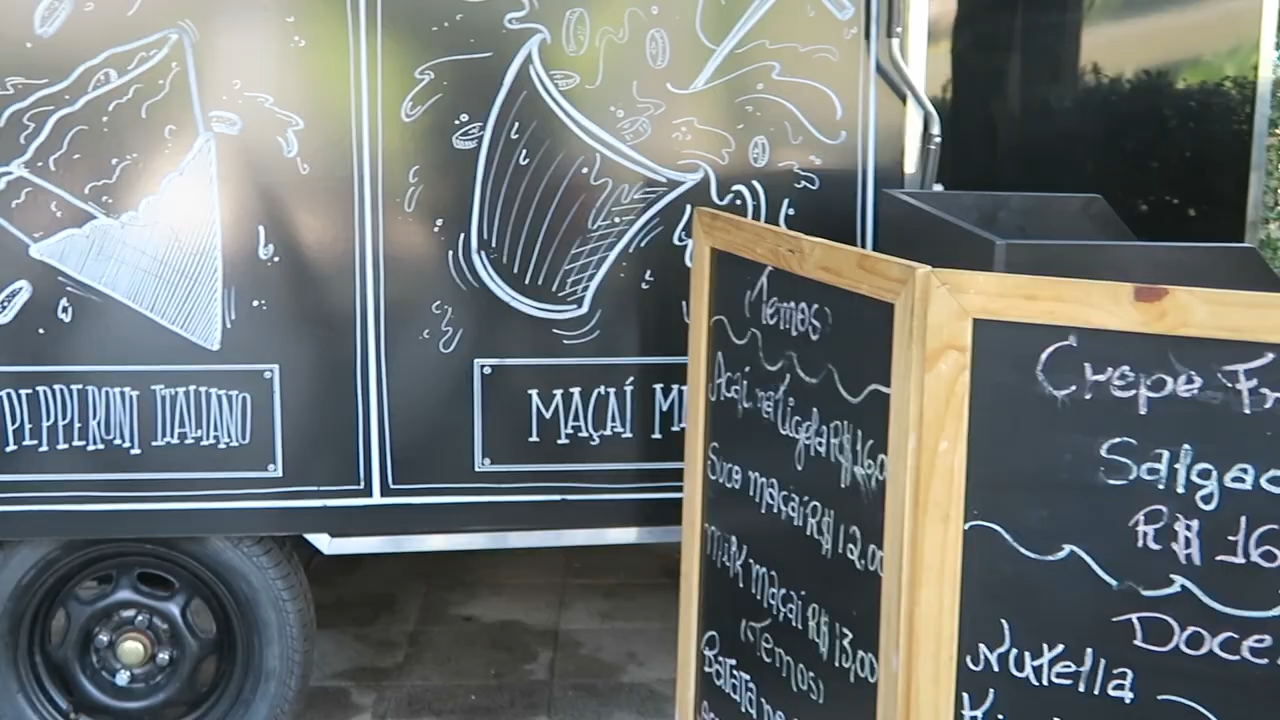 PEPPERONI ITALIANO
MAÇAÍ
(Temos)
Açaí na tigela R$ 16,0
Suco maçaí R$ 12,00
Milk maçaí R$ 13,00
(Temos)
Batata
Crepe Fr
Salgad
R$ 16
Doce
Nutella